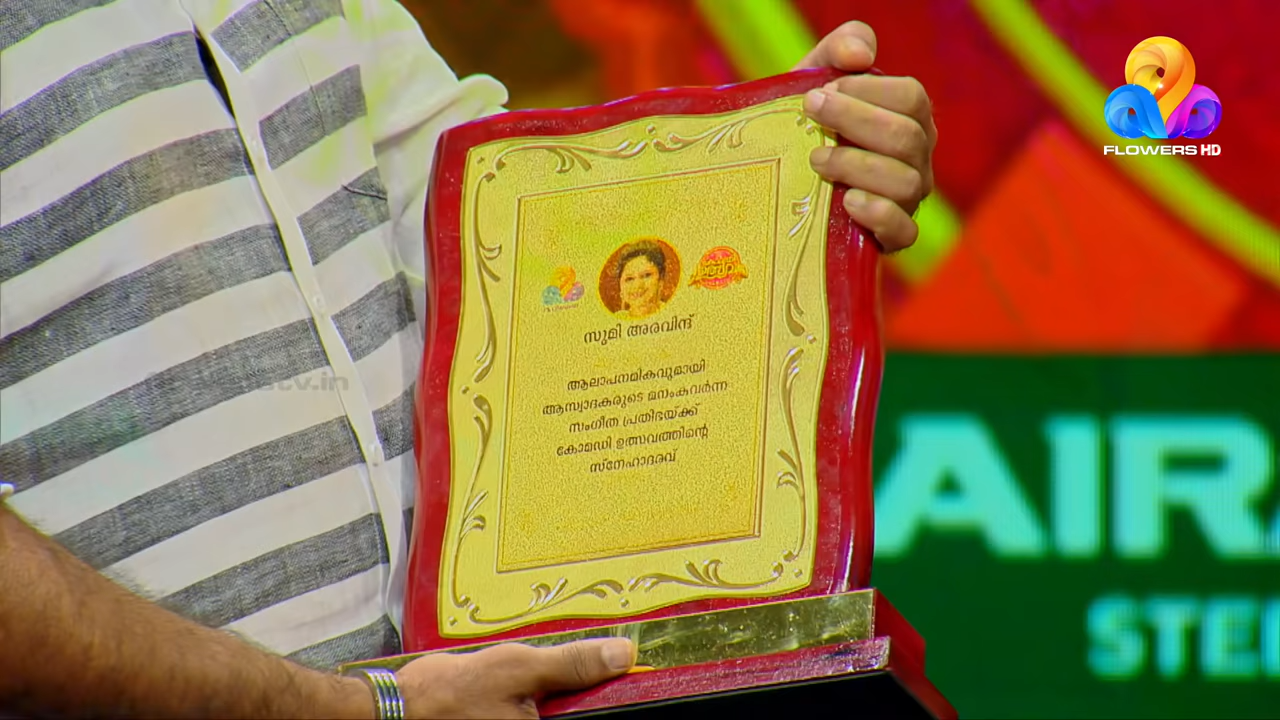 FLOWERS HD
സുമി അരവിന്ദ്
ആലാപനമികവുമായി
ആസ്വാദകരുടെ മനംകവർന്ന
സംഗീത പ്രതിഭയ്ക്ക്
കോമഡി ഉത്സവത്തിന്റെ
സ്നേഹാദരവ്
AIR
STE